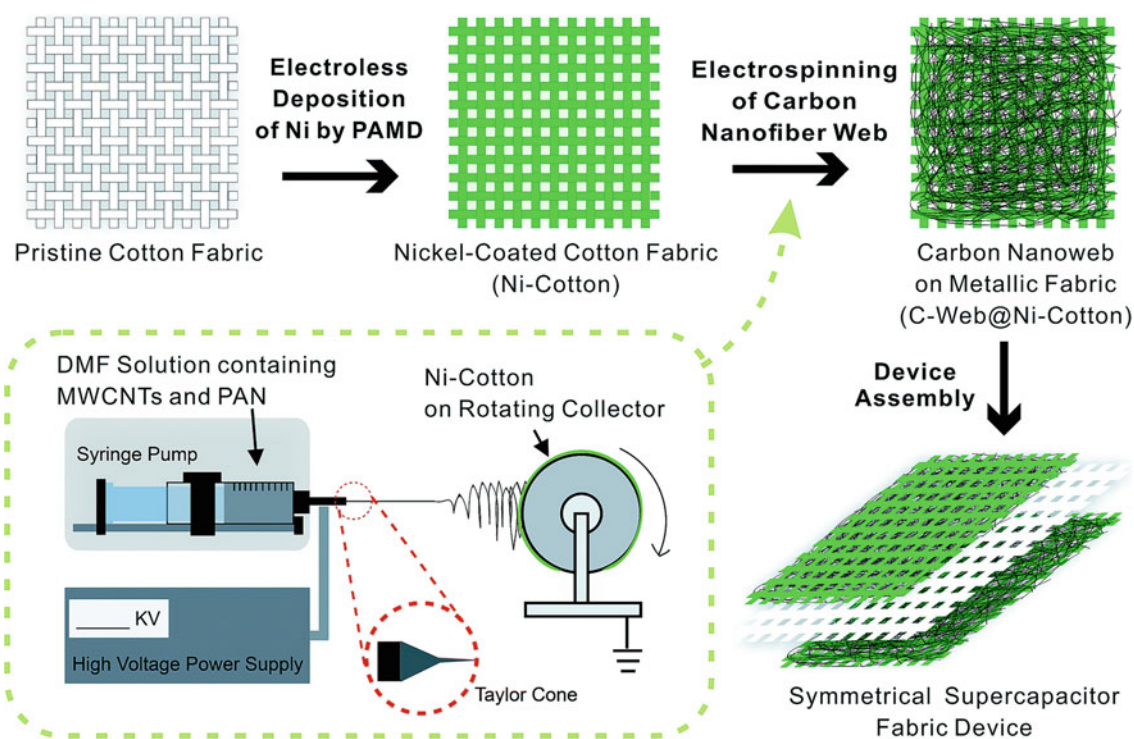 Electroless
Deposition
of Ni by PAMD
Electrospinning
of Carbon
Nanofiber Web
Pristine Cotton Fabric
Nickel-Coated Cotton Fabric
(Ni-Cotton)
Carbon Nanoweb
on Metallic Fabric
(C-Web@Ni-Cotton)
DMF Solution containing
MWCNTs and PAN
Syringe Pump
Ni-Cotton
on Rotating Collector
_____ KV
High Voltage Power Supply
Taylor Cone
Device
Assembly
Symmetrical Supercapacitor
Fabric Device